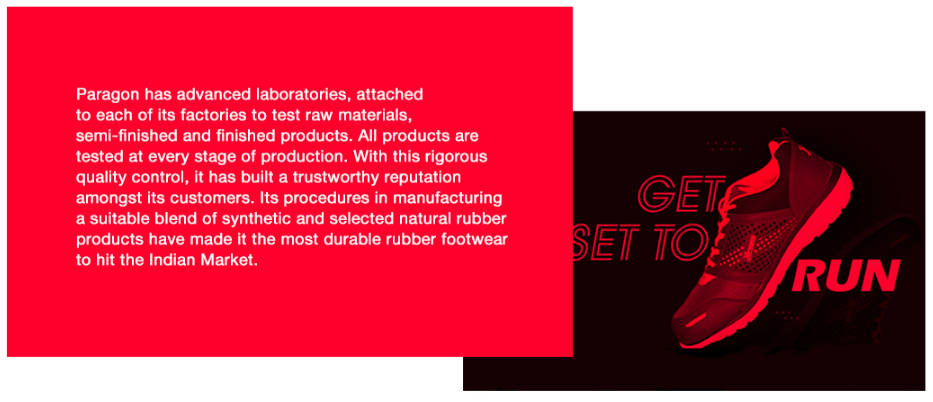 Paragon has advanced laboratories, attached
to each of its factories to test raw materials,
semi-finished and finished products. All products are
tested at every stage of production. With this rigorous
quality control, it has built a trustworthy reputation
amongst its customers. Its procedures in manufacturing
a suitable blend of synthetic and selected natural rubber
products have made it the most durable rubber footwear
to hit the Indian Market.
GET
SET TO
RUN